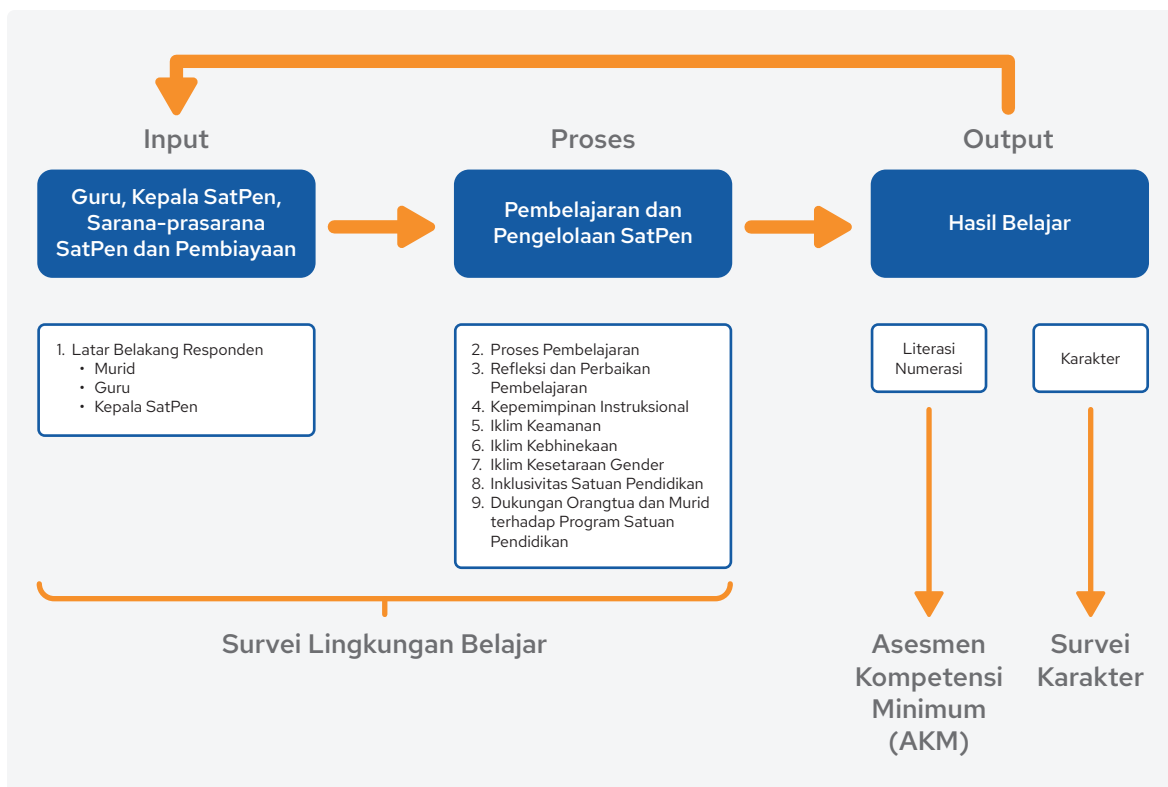 Input
Proses
Output
Guru, Kepala SatPen,
Sarana-prasarana
SatPen dan Pembiayaan
Pembelajaran dan
Pengelolaan SatPen
Hasil Belajar
1. Latar Belakang Responden
• Murid
• Guru
• Kepala SatPen
2. Proses Pembelajaran
3. Refleksi dan Perbaikan
Pembelajaran
4. Kepemimpinan Instruksional
5. Iklim Keamanan
6. Iklim Kebhinekaan
7. Iklim Kesetaraan Gender
8. Inklusivitas Satuan Pendidikan
9. Dukungan Orangtua dan Murid
terhadap Program Satuan
Pendidikan
Literasi
Numerasi
Karakter
Survei Lingkungan Belajar
Asesmen
Kompetensi
Minimum
(AKM)
Survei
Karakter